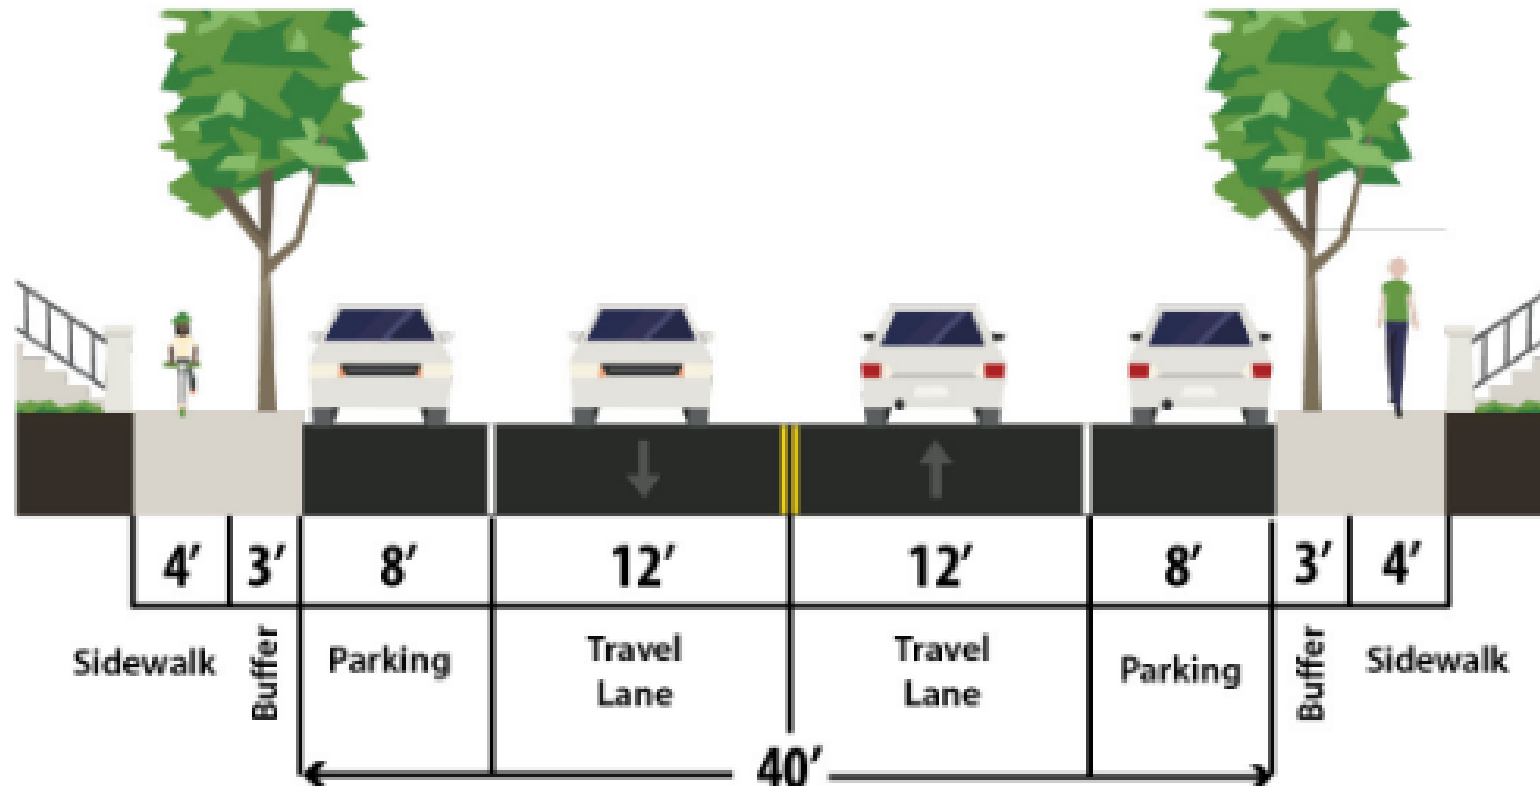 4′ 3′ 8′ 12′ 12′ 8′ 3′ 4′
Sidewalk
Buffer
Parking
Travel
Lane
Travel
Lane
Parking
Buffer
Sidewalk
40′